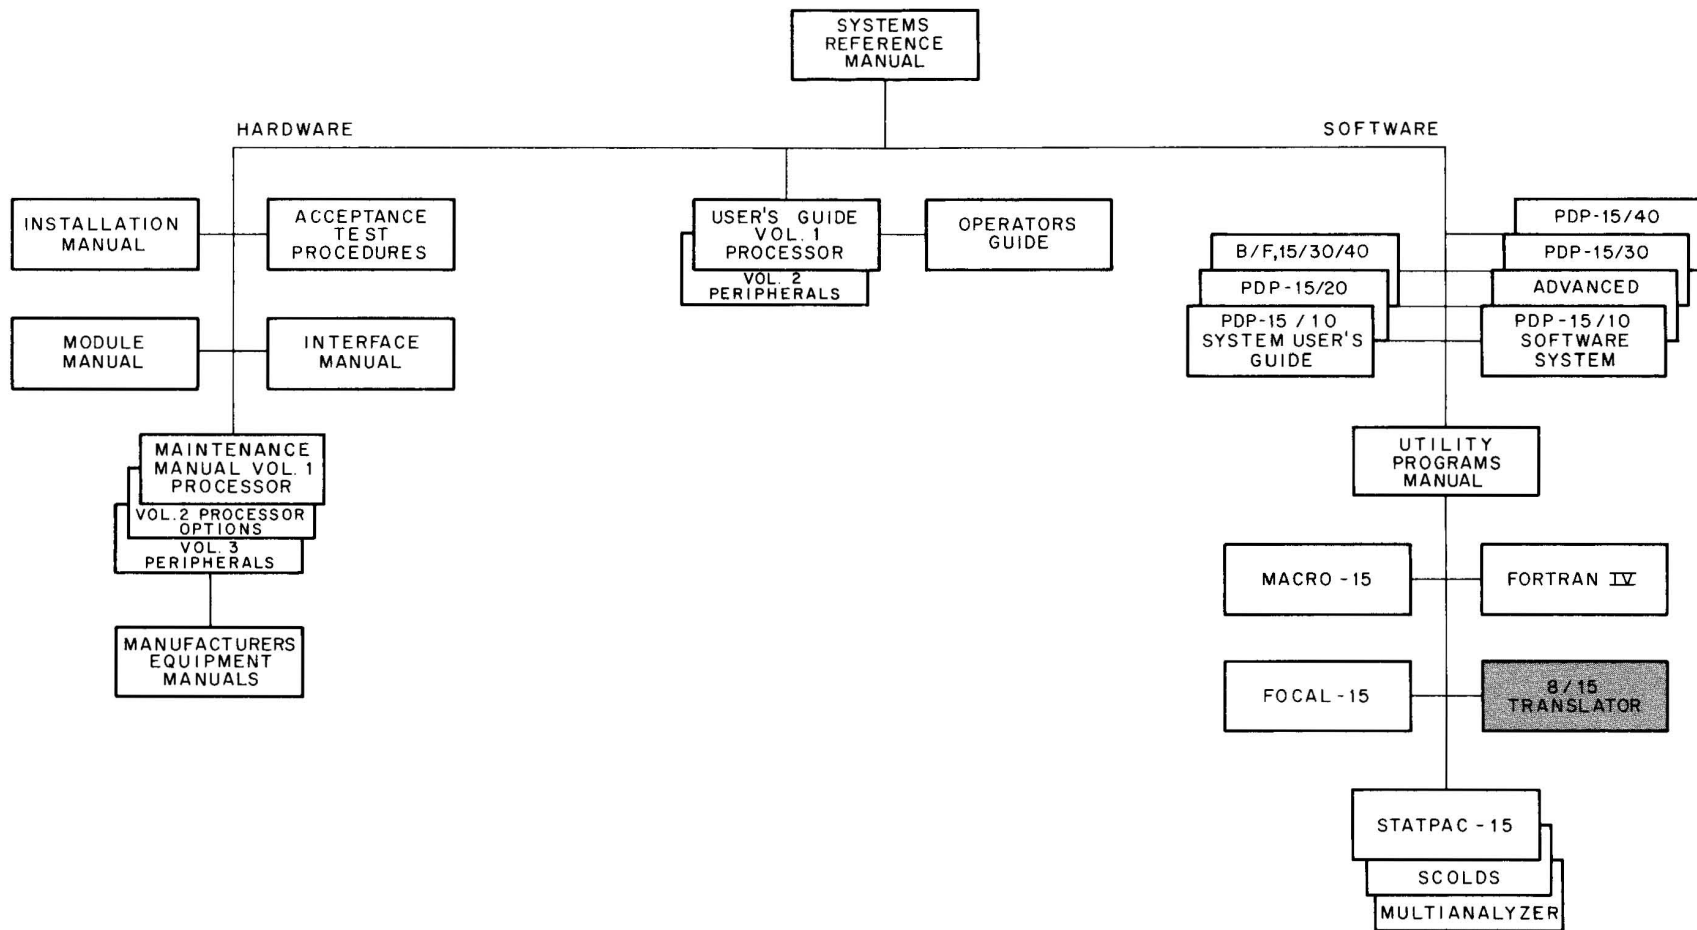 SYSTEMS
REFERENCE
MANUAL
HARDWARE
SOFTWARE
INSTALLATION
MANUAL
ACCEPTANCE
TEST
PROCEDURES
USER'S GUIDE
VOL. 1
PROCESSOR
VOL. 2
PERIPHERALS
OPERATORS
GUIDE
B/F,15/30/40
PDP-15/20
PDP-15 / 10
SYSTEM USER'S
GUIDE
PDP-15/40
PDP-15/30
ADVANCED
PDP-15/10
SOFTWARE
SYSTEM
MODULE
MANUAL
INTERFACE
MANUAL
MAINTENANCE
MANUAL VOL. 1
PROCESSOR
VOL.2 PROCESSOR
OPTIONS
VOL. 3
PERIPHERALS
MANUFACTURERS
EQUIPMENT
MANUALS
UTILITY
PROGRAMS
MANUAL
MACRO -15
FORTRAN IV
FOCAL -15
8/15
TRANSLATOR
STATPAC -15
SCOLDS
MULTIANALYZER